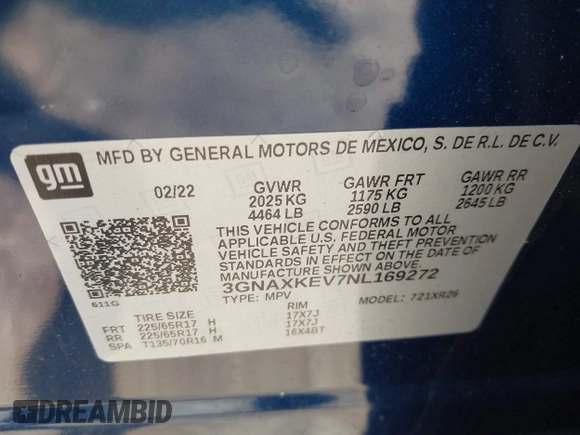 gm
MFD BY GENERAL MOTORS DE MEXICO, S. DE R.L. DE C.V.
02/22 GVWR GAWR FRT GAWR RR
2025 KG 1175 KG 1200 KG
4464 LB 2590 LB 2645 LB
THIS VEHICLE CONFORMS TO ALL
APPLICABLE U.S. FEDERAL MOTOR
VEHICLE SAFETY AND THEFT PREVENTION
STANDARDS IN EFFECT ON THE DATE OF
MANUFACTURE SHOWN ABOVE.
3GNAXKEV7NL169272
611G TYPE: MPV MODEL: 721XR26
TIRE SIZE RIM
FRT 225/65R17 H 17X7J
RR 225/65R17 H 17X7J
SPA T135/70R16 M 16X4BT
DREAMBID